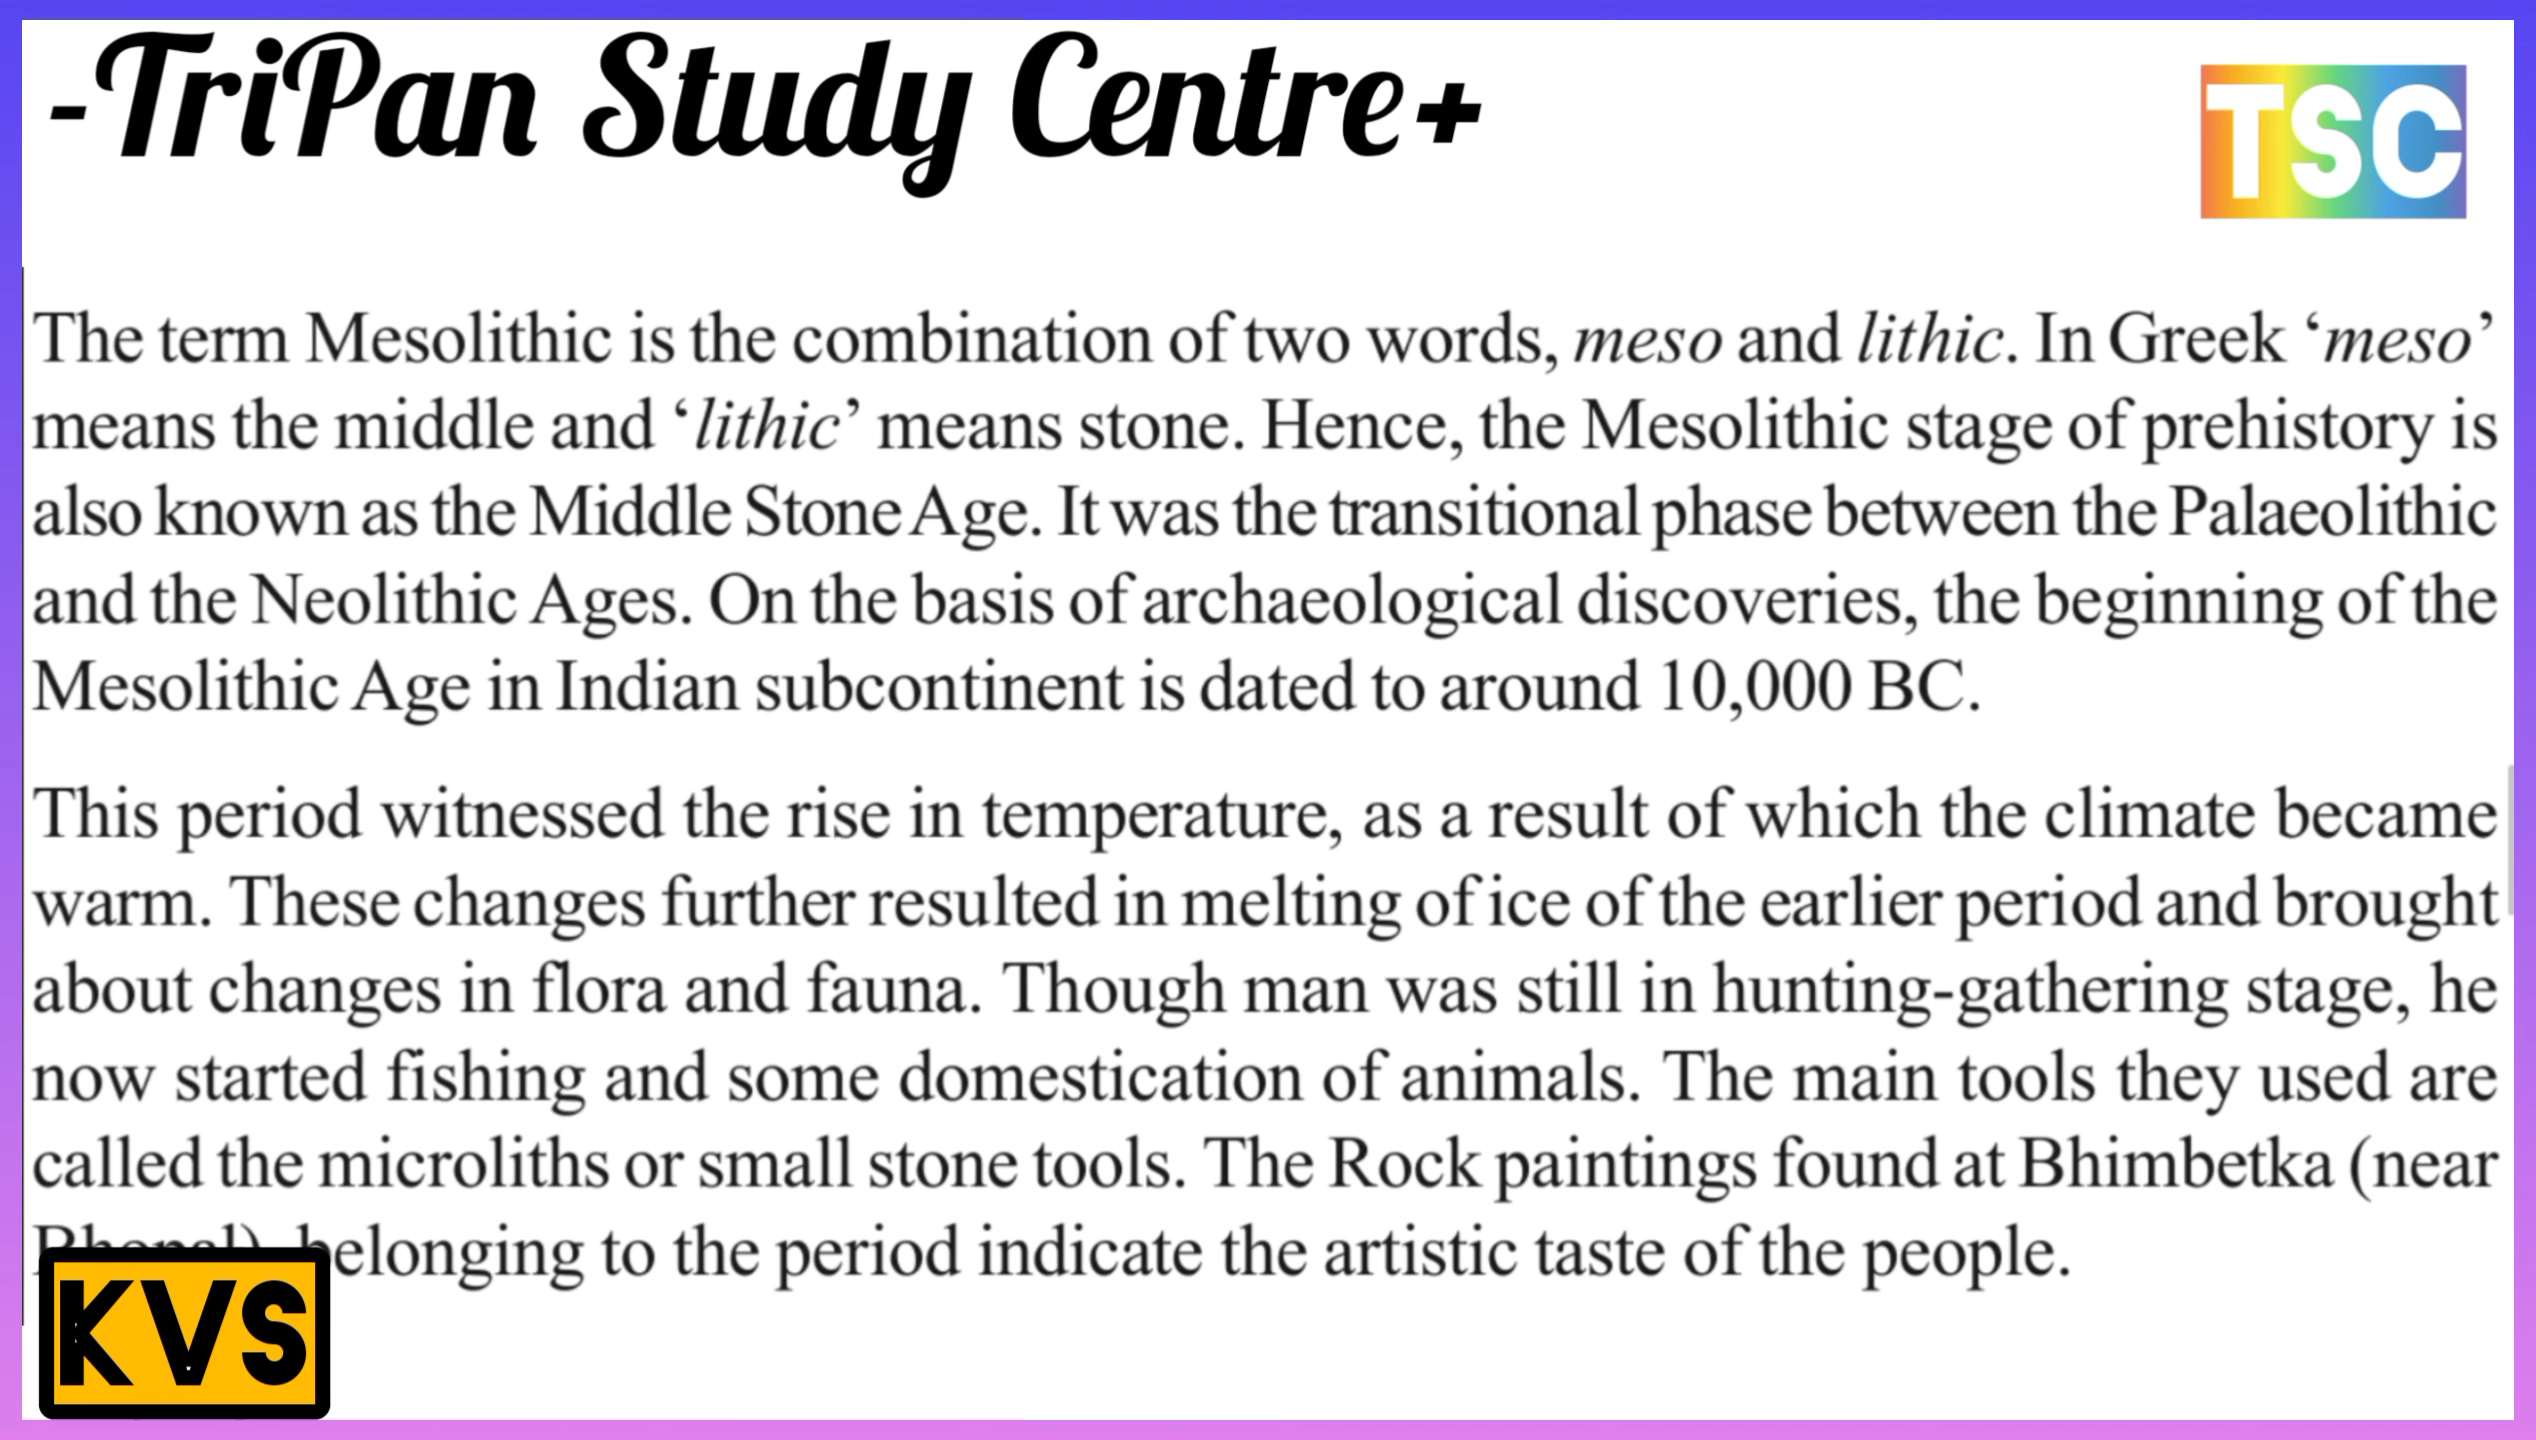 -TriPan Study Centre+
TSC
The term Mesolithic is the combination of two words, meso and lithic. In Greek ‘meso’
means the middle and ‘lithic’ means stone. Hence, the Mesolithic stage of prehistory is
also known as the Middle Stone Age. It was the transitional phase between the Palaeolithic
and the Neolithic Ages. On the basis of archaeological discoveries, the beginning of the
Mesolithic Age in Indian subcontinent is dated to around 10,000 BC.
This period witnessed the rise in temperature, as a result of which the climate became
warm. These changes further resulted in melting of ice of the earlier period and brought
about changes in flora and fauna. Though man was still in hunting-gathering stage, he
now started fishing and some domestication of animals. The main tools they used are
called the microliths or small stone tools. The Rock paintings found at Bhimbetka (near
Bhopal), belonging to the period indicate the artistic taste of the people.
KVS